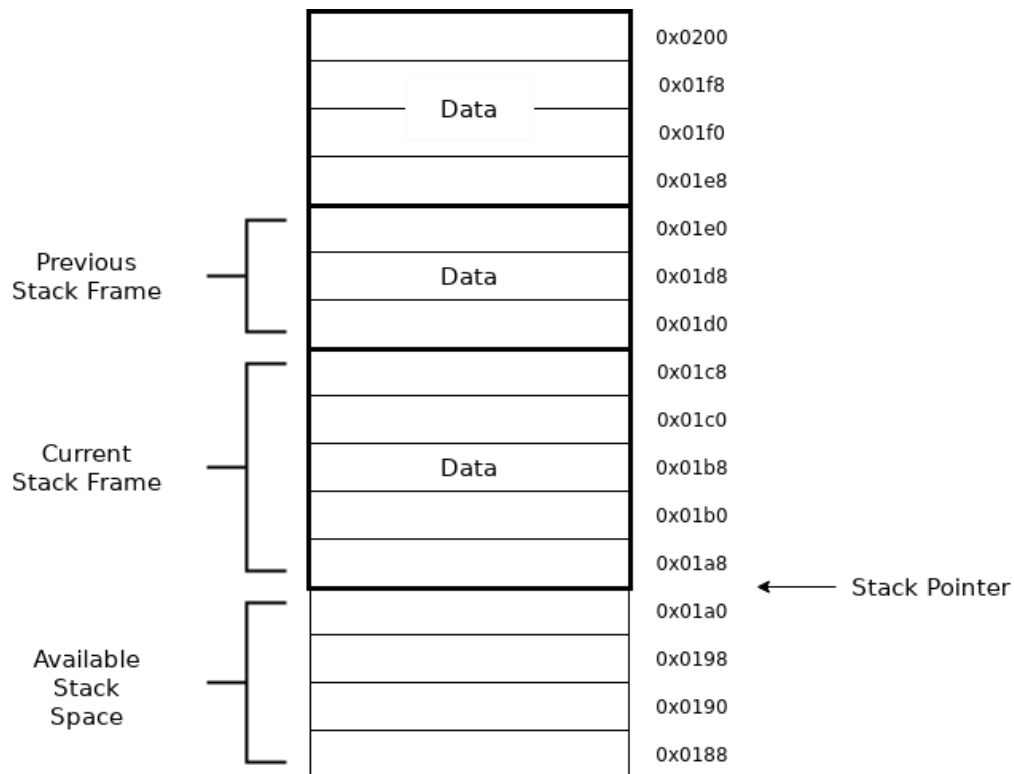 0x0200
0x01f8
Data
0x01f0
0x01e8
0x01e0
Previous
Stack Frame
Data
0x01d8
0x01d0
0x01c8
0x01c0
Current
Stack Frame
Data
0x01b8
0x01b0
0x01a8
Stack Pointer
0x01a0
Available
Stack
Space
0x0198
0x0190
0x0188